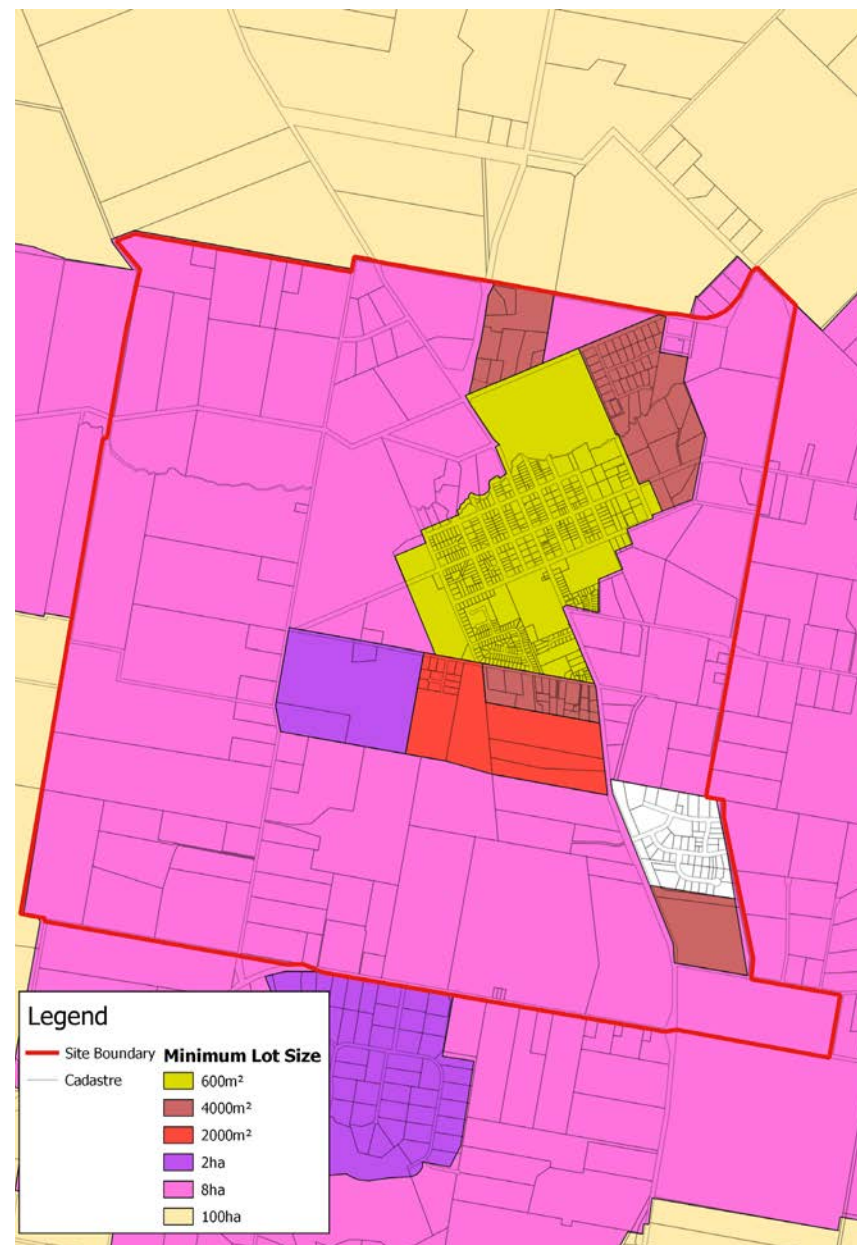 Legend
Site Boundary
Cadastre
Minimum Lot Size
600m²
4000m²
2000m²
2ha
8ha
100ha